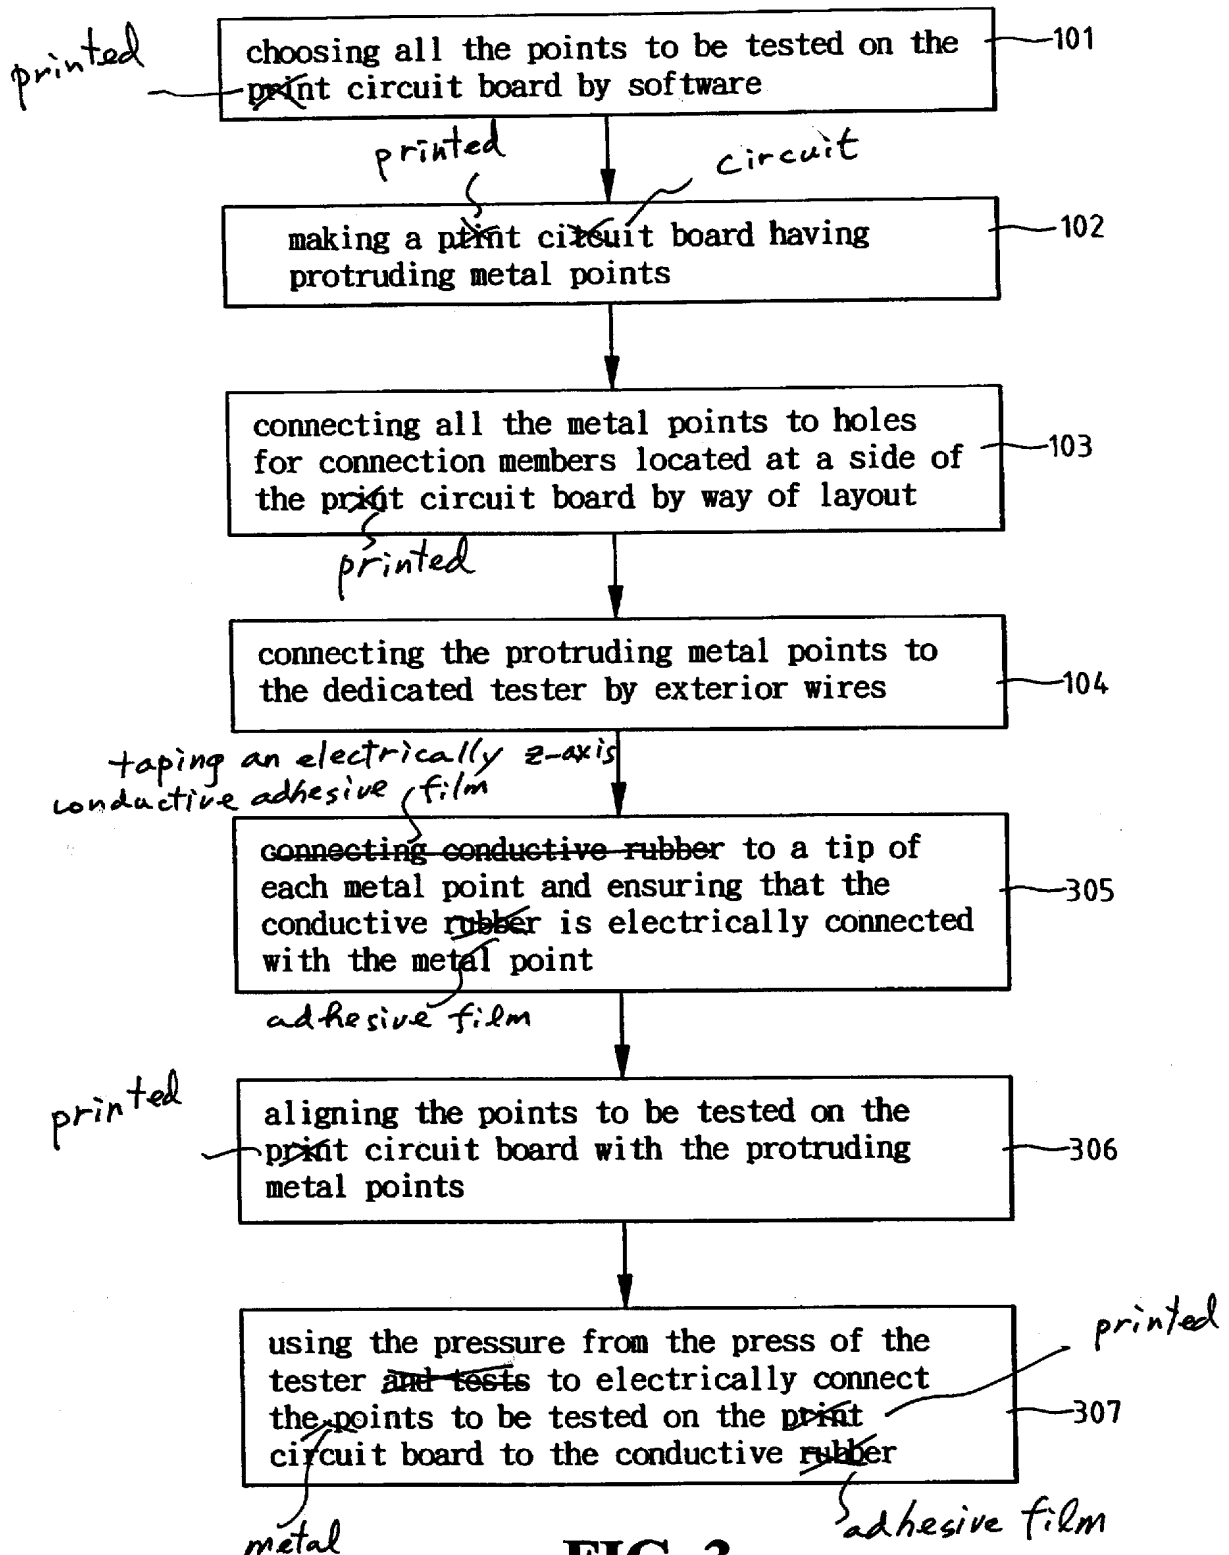 printed
choosing all the points to be tested on the
print circuit board by software
101
printed
circuit
making a print circuit board having
protruding metal points
102
connecting all the metal points to holes
for connection members located at a side of
the print circuit board by way of layout
103
printed
connecting the protruding metal points to
the dedicated tester by exterior wires
104
taping an electrically z-axis
conductive adhesive film
connecting conductive rubber to a tip of
each metal point and ensuring that the
conductive rubber is electrically connected
with the metal point
305
adhesive film
printed
aligning the points to be tested on the
print circuit board with the protruding
metal points
306
printed
using the pressure from the press of the
tester and tests to electrically connect
the points to be tested on the print
circuit board to the conductive rubber
307
metal
adhesive film
FIG. 3